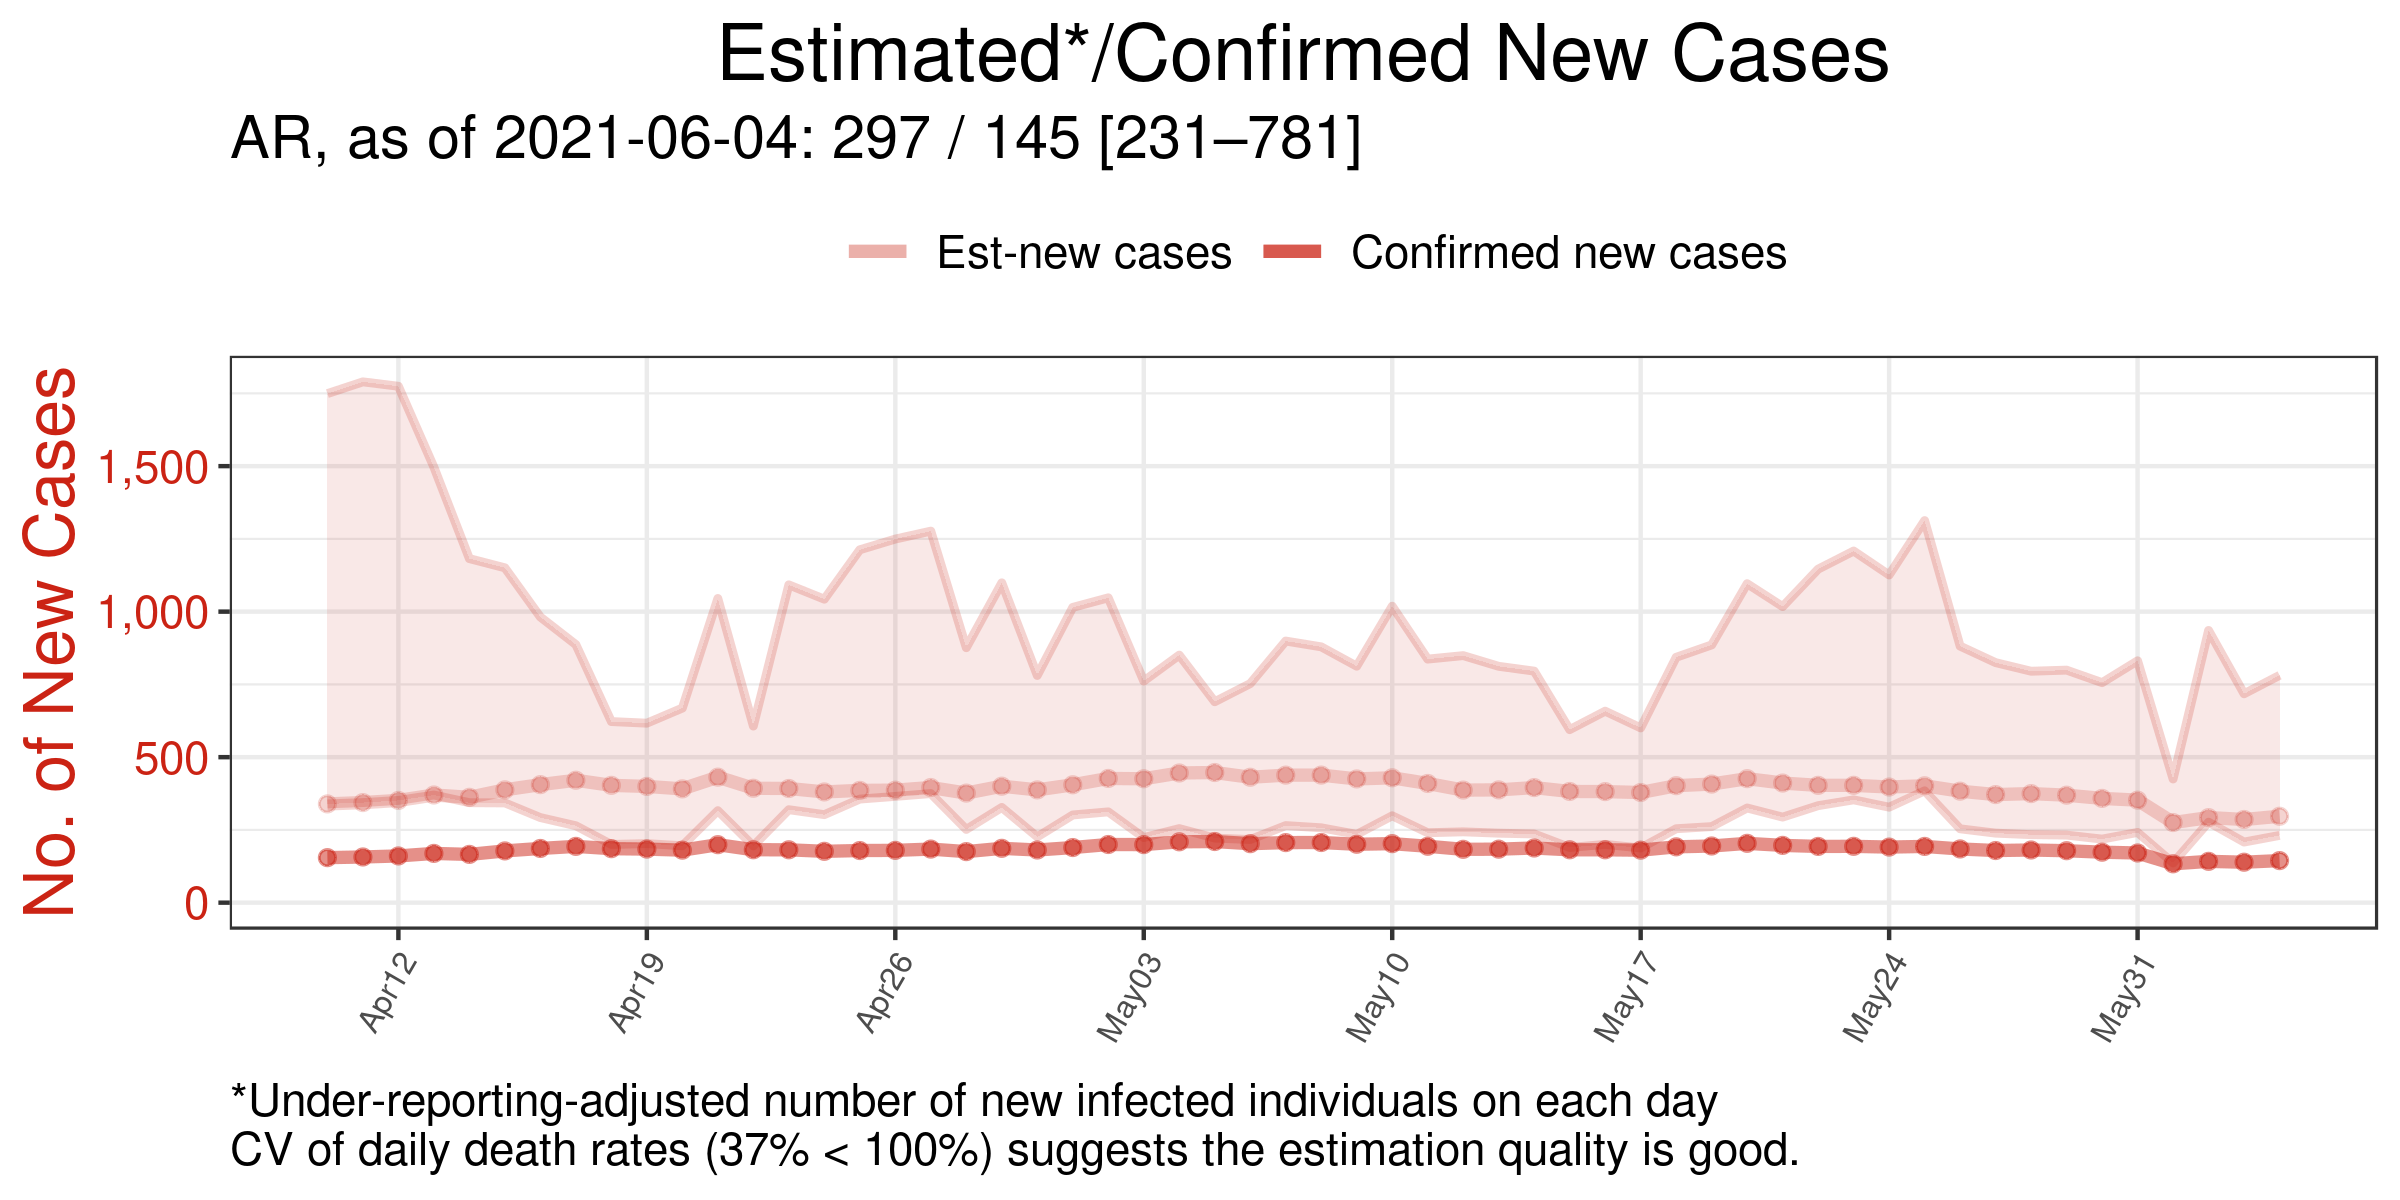 Estimated*/Confirmed New Cases
AR, as of 2021-06-04: 297 / 145 [231–781]
Est-new cases Confirmed new cases
No. of New Cases
1,500
1,000
500
0
Apr12 Apr19 Apr26 May03 May10 May17 May24 May31
*Under-reporting-adjusted number of new infected individuals on each day
CV of daily death rates (37% < 100%) suggests the estimation quality is good.